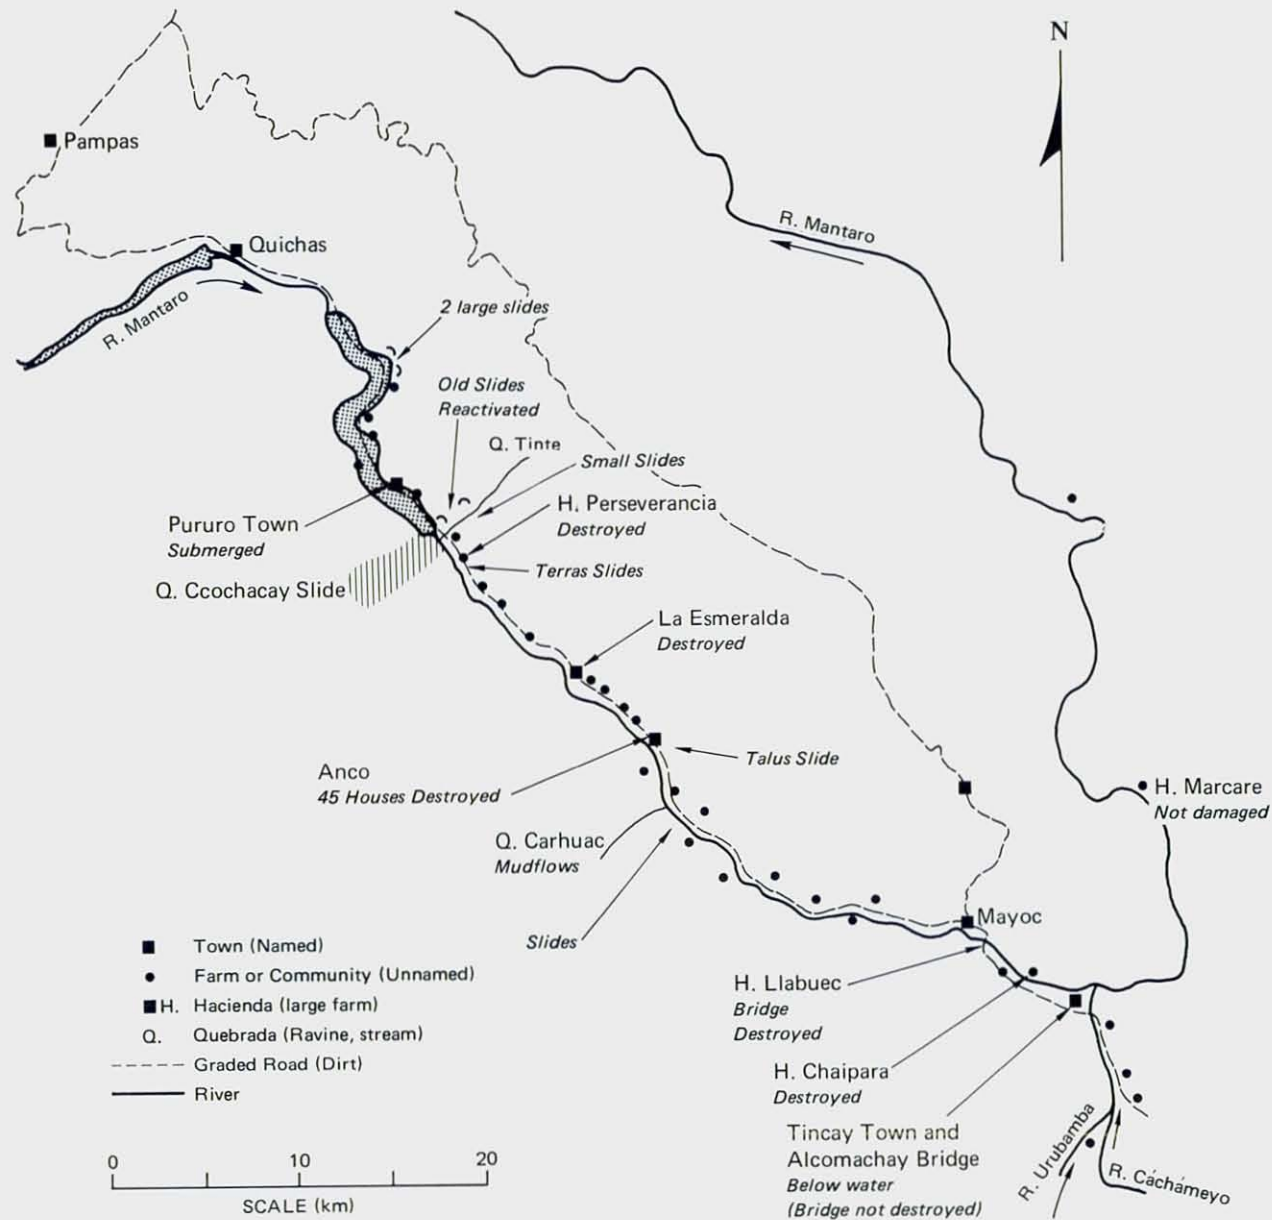 N
Pampas
R. Mantaro
Quichas
R. Mantaro
2 large slides
Old Slides
Reactivated
Q. Tinte
Small Slides
H. Perseverancia
Destroyed
Pururo Town
Submerged
Terras Slides
Q. Ccochacay Slide
La Esmeralda
Destroyed
Talus Slide
Anco
45 Houses Destroyed
H. Marcare
Not damaged
Q. Carhuac
Mudflows
Mayoc
Slides
Town (Named)
Farm or Community (Unnamed)
H. Hacienda (large farm)
Q. Quebrada (Ravine, stream)
Graded Road (Dirt)
River
H. Llabuec
Bridge
Destroyed
H. Chaipara
Destroyed
Tincay Town and
Alcomachay Bridge
Below water
(Bridge not destroyed)
R. Urubamba
R. Cáchámeyo
0 10 20
SCALE (km)